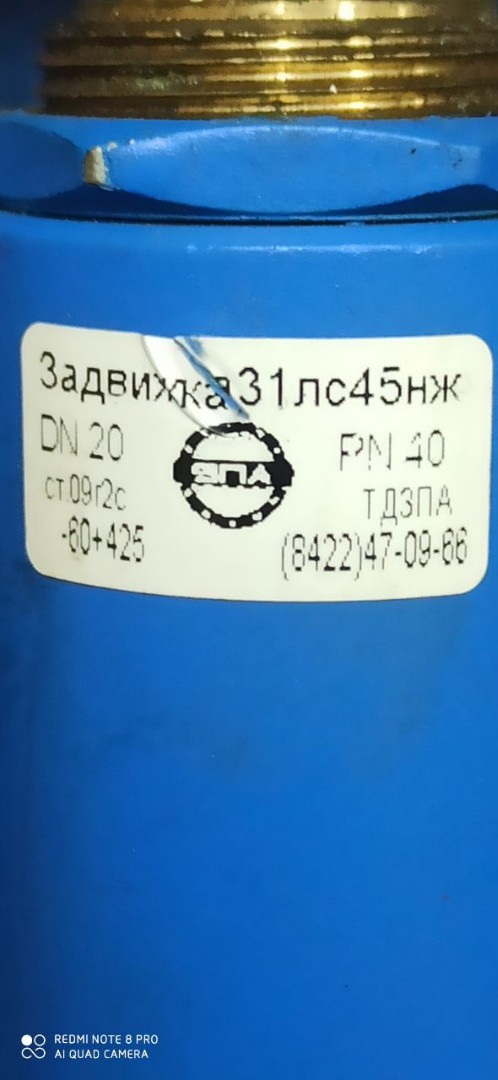 Задвижка 31лс45нж
DN 20
PN 40
ЗПА
ст.09г2с
ТДЗПА
-60+425
(8422)47-09-66
REDMI NOTE 8 PRO
AI QUAD CAMERA